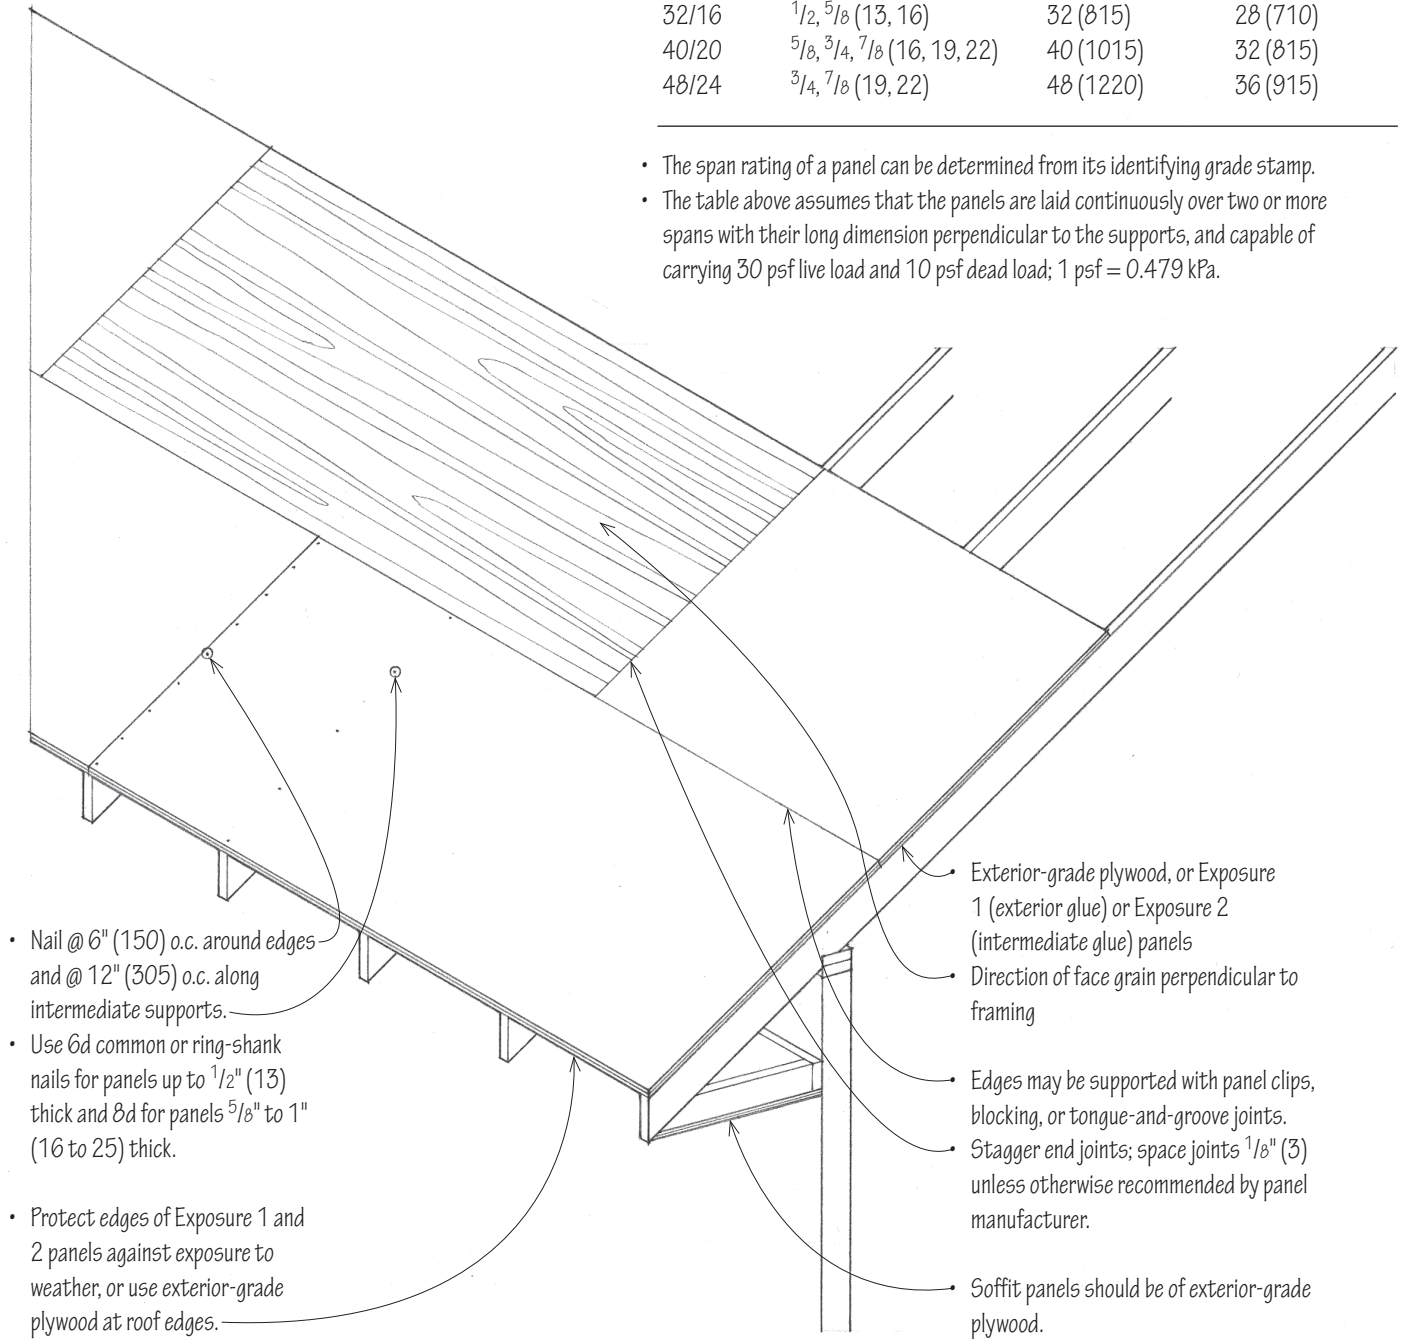 32/16 1/2, 5/8 (13, 16) 32 (815) 28 (710)
40/20 5/8, 3/4, 7/8 (16, 19, 22) 40 (1015) 32 (815)
48/24 3/4, 7/8 (19, 22) 48 (1220) 36 (915)
• The span rating of a panel can be determined from its identifying grade stamp.
• The table above assumes that the panels are laid continuously over two or more
spans with their long dimension perpendicular to the supports, and capable of
carrying 30 psf live load and 10 psf dead load; 1 psf = 0.479 kPa.
• Nail @ 6" (150) o.c. around edges
and @ 12" (305) o.c. along
intermediate supports.
• Use 6d common or ring-shank
nails for panels up to 1/2" (13)
thick and 8d for panels 5/8" to 1"
(16 to 25) thick.
• Protect edges of Exposure 1 and
2 panels against exposure to
weather, or use exterior-grade
plywood at roof edges.
• Exterior-grade plywood, or Exposure
1 (exterior glue) or Exposure 2
(intermediate glue) panels
• Direction of face grain perpendicular to
framing
• Edges may be supported with panel clips,
blocking, or tongue-and-groove joints.
• Stagger end joints; space joints 1/8" (3)
unless otherwise recommended by panel
manufacturer.
• Soffit panels should be of exterior-grade
plywood.